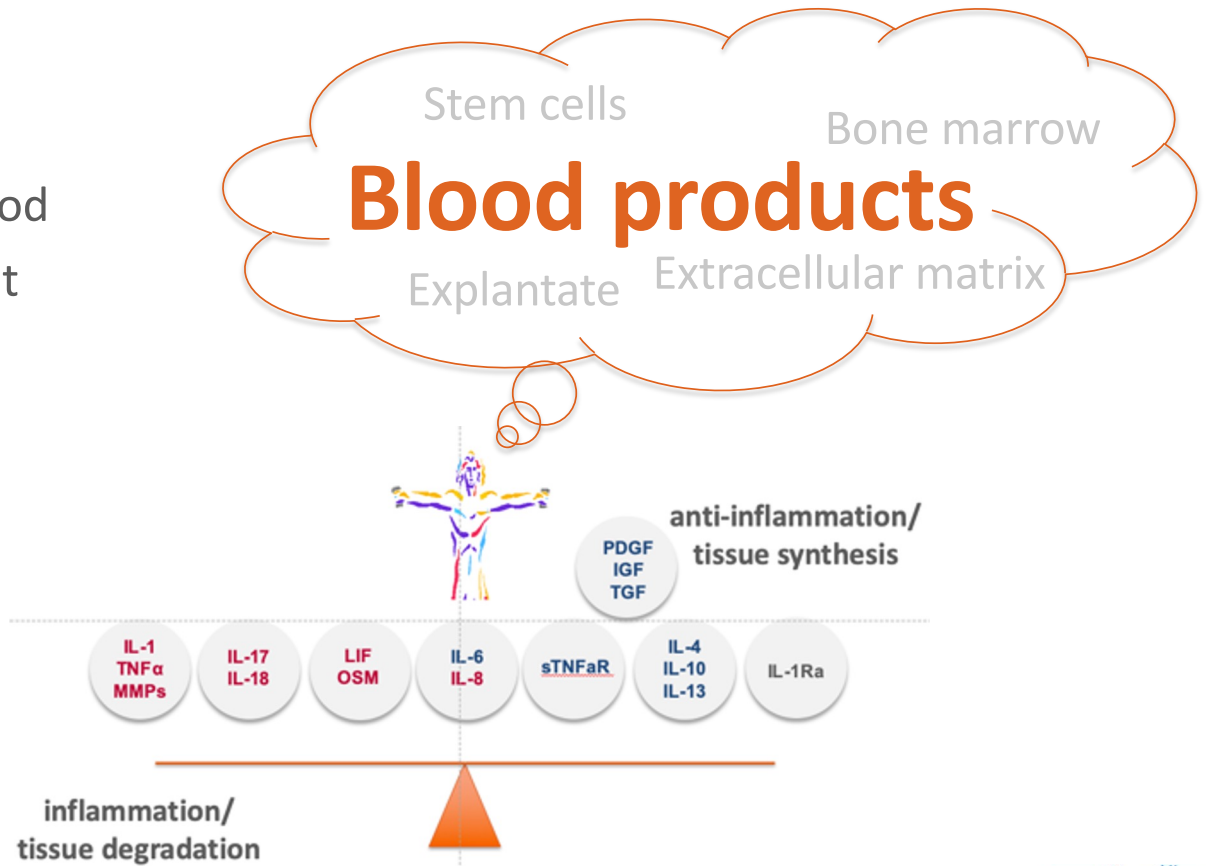 Stem cells
Bone marrow
Blood products
Explantate
Extracellular matrix
od
t
anti-inflammation/
tissue synthesis
PDGF
IGF
TGF
IL-1
TNFα
MMPs
IL-17
IL-18
LIF
OSM
IL-6
IL-8
sTNFaR
IL-4
IL-10
IL-13
IL-1Ra
inflammation/
tissue degradation